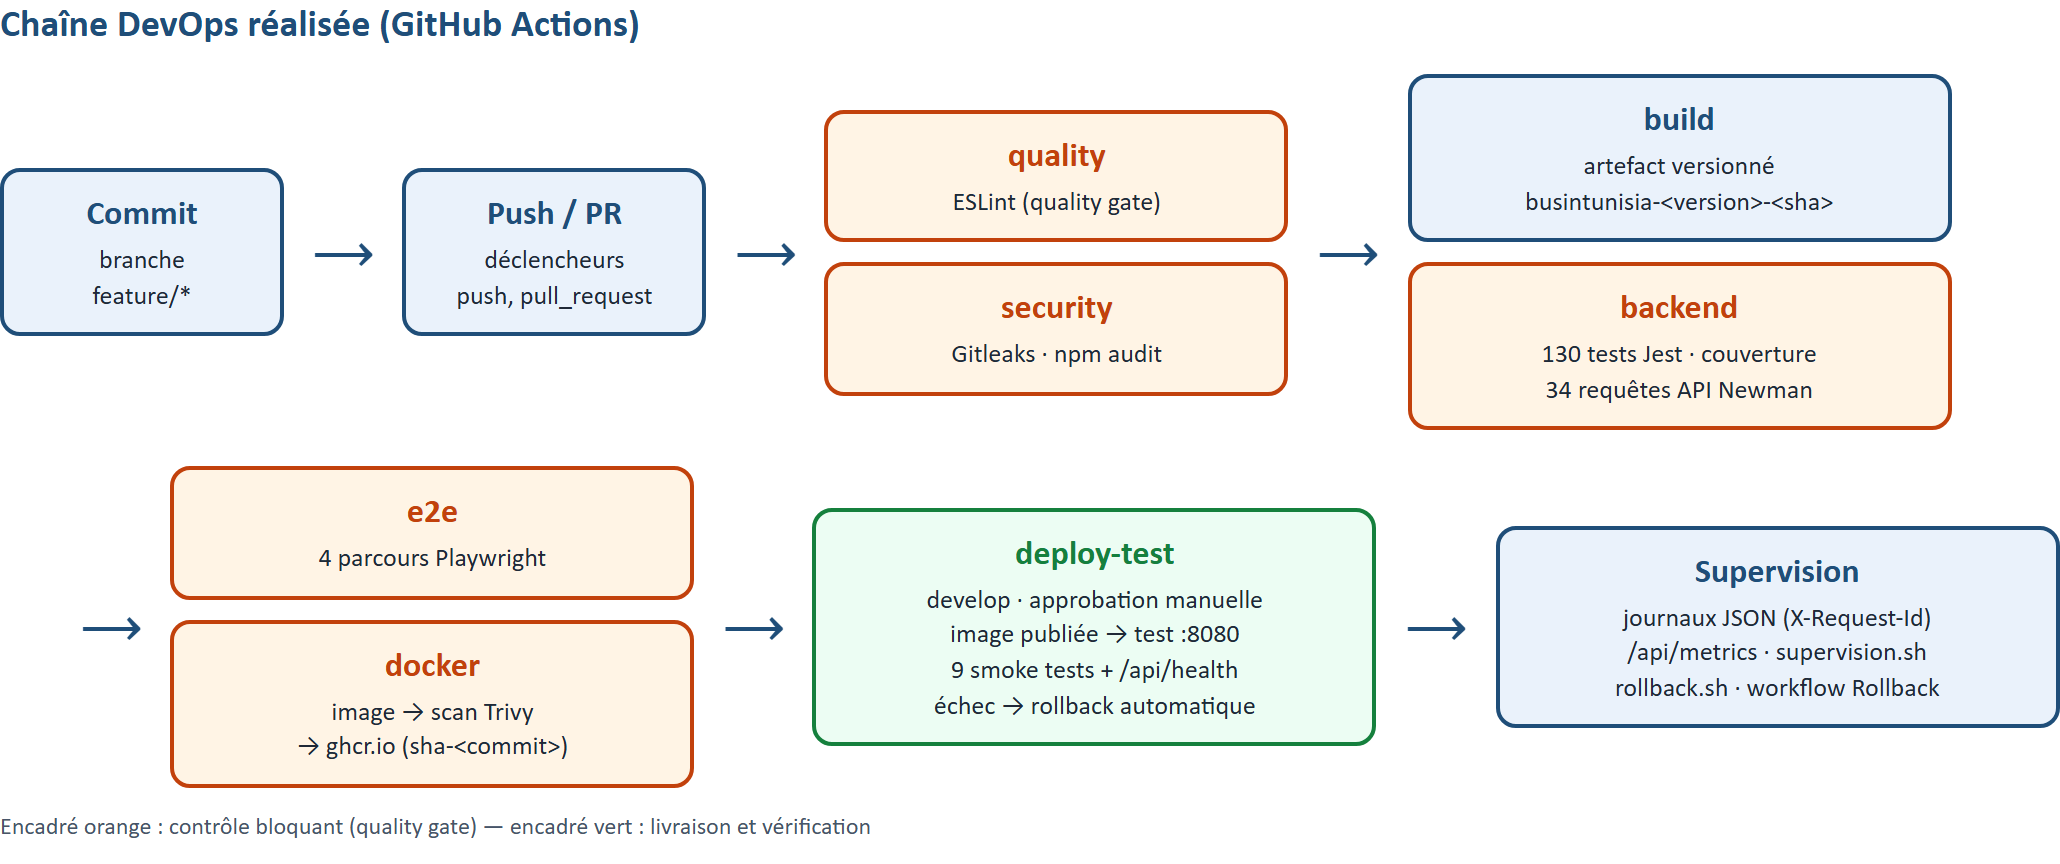 Chaîne DevOps réalisée (GitHub Actions)
Commit
branche
feature/*
Push / PR
déclencheurs
push, pull_request
quality
ESLint (quality gate)
security
Gitleaks · npm audit
build
artefact versionné
busintunisia-<version>-<sha>
backend
130 tests Jest · couverture
34 requêtes API Newman
e2e
4 parcours Playwright
docker
image → scan Trivy
→ ghcr.io (sha-<commit>)
deploy-test
develop · approbation manuelle
image publiée → test :8080
9 smoke tests + /api/health
échec → rollback automatique
Supervision
journaux JSON (X-Request-Id)
/api/metrics · supervision.sh
rollback.sh · workflow Rollback
Encadré orange : contrôle bloquant (quality gate) — encadré vert : livraison et vérification